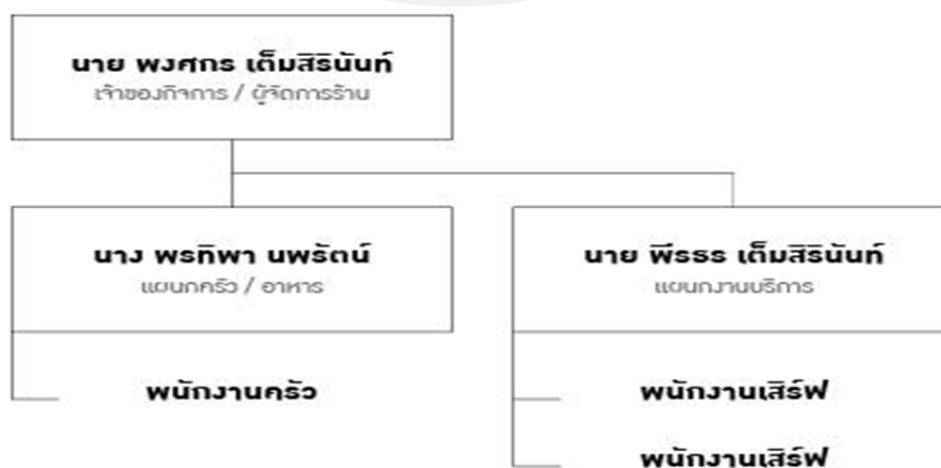 นาย พงศกร เต็มสิรินันท์
เจ้าของกิจการ / ผู้จัดการร้าน
นาง พรทิพา นพรัตน์
แผนกครัว / อาหาร
นาย พีรธร เต็มสิรินันท์
แผนกงานบริการ
พนักงานครัว
พนักงานเสิร์ฟ
พนักงานเสิร์ฟ